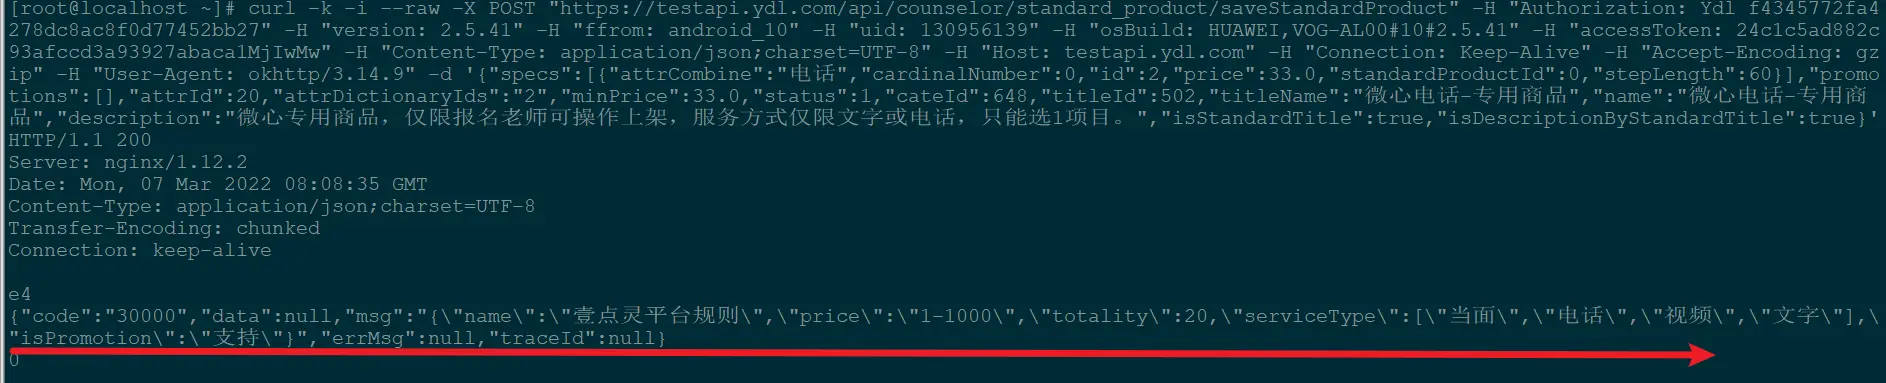 [root@localhost ~]# curl -k -i --raw -X POST "https://testapi.ydl.com/api/counselor/standard_product/saveStandardProduct" -H "Authorization: Ydl f4345772fa4
278dc8ac8f0d77452bb27" -H "version: 2.5.41" -H "ffrom: android_10" -H "uid: 130956139" -H "osBuild: HUAWEI,VOG-AL00#10#2.5.41" -H "accessToken: 24c1c5ad882c
93afccd3a93927abaca1MjIwMw" -H "Content-Type: application/json;charset=UTF-8" -H "Host: testapi.ydl.com" -H "Connection: Keep-Alive" -H "Accept-Encoding: gz
ip" -H "User-Agent: okhttp/3.14.9" -d '{"specs":[{"attrCombine":"电话","cardinalNumber":0,"id":2,"price":33.0,"standardProductId":0,"stepLength":60}],"promo
tions":[],"attrId":20,"attrDictionaryIds":"2","minPrice":33.0,"status":1,"cateId":648,"titleId":502,"titleName":"微心电话-专用商品","name":"微心电话-专用商
品","description":"微心专用商品，仅限报名老师可操作上架，服务方式仅限文字或电话，只能选1项目。","isStandardTitle":true,"isDescriptionByStandardTitle":true}'
HTTP/1.1 200
Server: nginx/1.12.2
Date: Mon, 07 Mar 2022 08:08:35 GMT
Content-Type: application/json;charset=UTF-8
Transfer-Encoding: chunked
Connection: keep-alive
e4
{"code":"30000","data":null,"msg":"{\"name\":\"壹点灵平台规则\",\"price\":\"1-1000\",\"totality\":20,\"serviceType\":[\"当面\",\"电话\",\"视频\",\"文字\"],\
"isPromotion\":\"支持\"}","errMsg":null,"traceId":null}
0